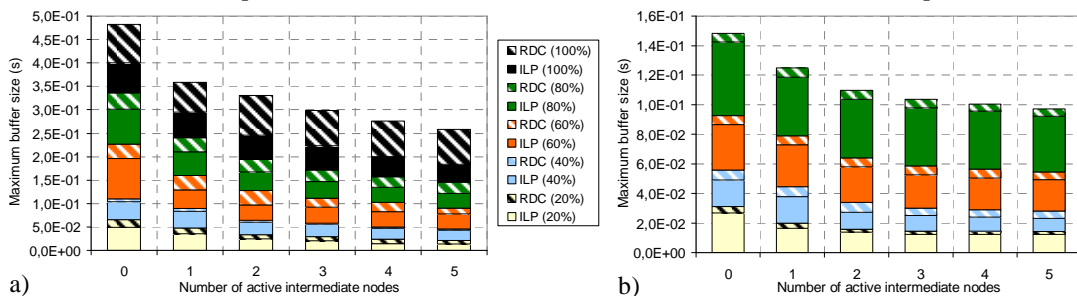 5,0E-01
4,5E-01
4,0E-01
3,5E-01
3,0E-01
2,5E-01
2,0E-01
1,5E-01
1,0E-01
5,0E-02
0,0E+00
Maximum buffer size (s)
0 1 2 3 4 5
Number of active intermediate nodes
a)
RDC (100%)
ILP (100%)
RDC (80%)
ILP (80%)
RDC (60%)
ILP (60%)
RDC (40%)
ILP (40%)
RDC (20%)
ILP (20%)
1,6E-01
1,4E-01
1,2E-01
1,0E-01
8,0E-02
6,0E-02
4,0E-02
2,0E-02
0,0E+00
Maximum buffer size (s)
0 1 2 3 4 5
Number of active intermediate nodes
b)